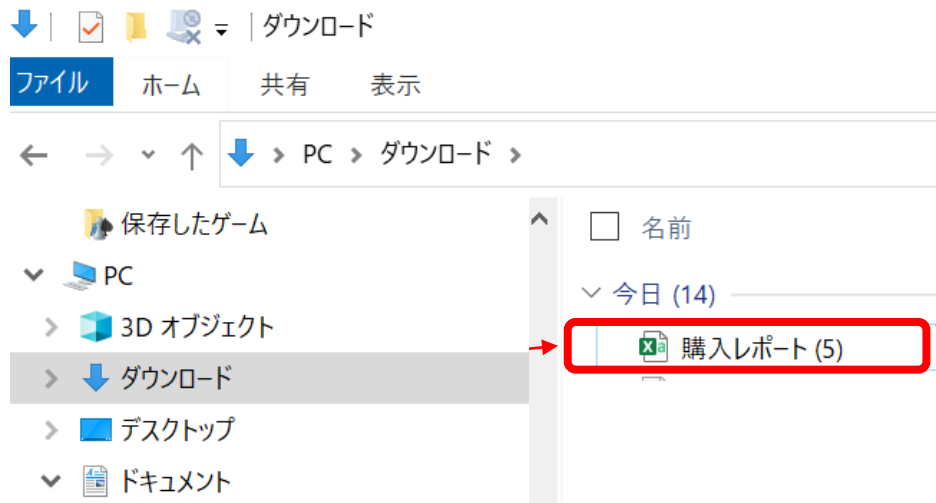 ダウンロード
ファイル ホーム 共有 表示
PC ダウンロード
保存したゲーム
名前
PC
今日 (14)
3D オブジェクト
購入レポート (5)
ダウンロード
デスクトップ
ドキュメント